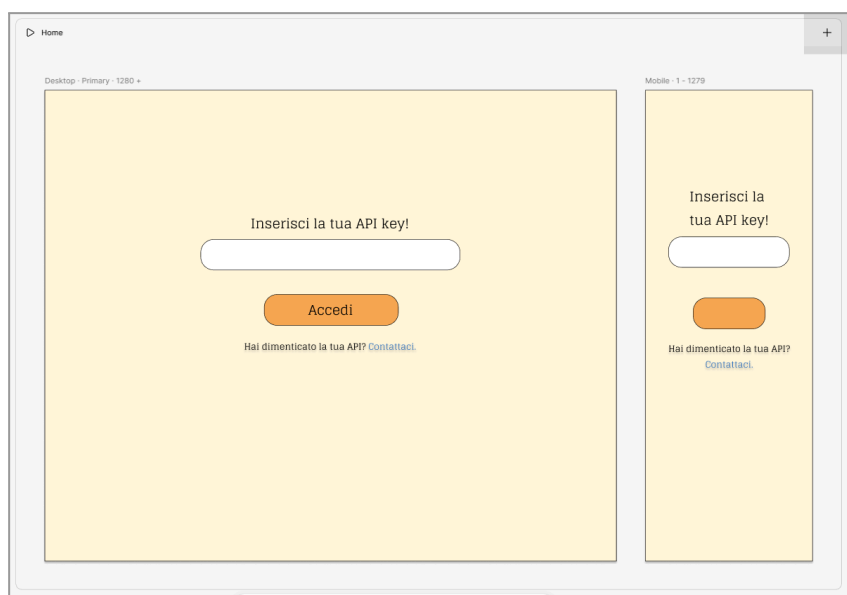 Home
+
Desktop · Primary · 1280 +
Mobile · 1 - 1279
Inserisci la tua API key!
Accedi
Hai dimenticato la tua API? Contattaci.
Inserisci la
tua API key!
Hai dimenticato la tua API?
Contattaci.